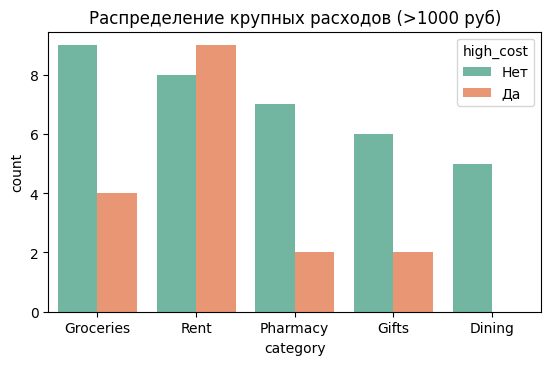 Распределение крупных расходов (>1000 руб)
high_cost
Нет
Да
8
6
4
2
0
count
Groceries Rent Pharmacy Gifts Dining
category